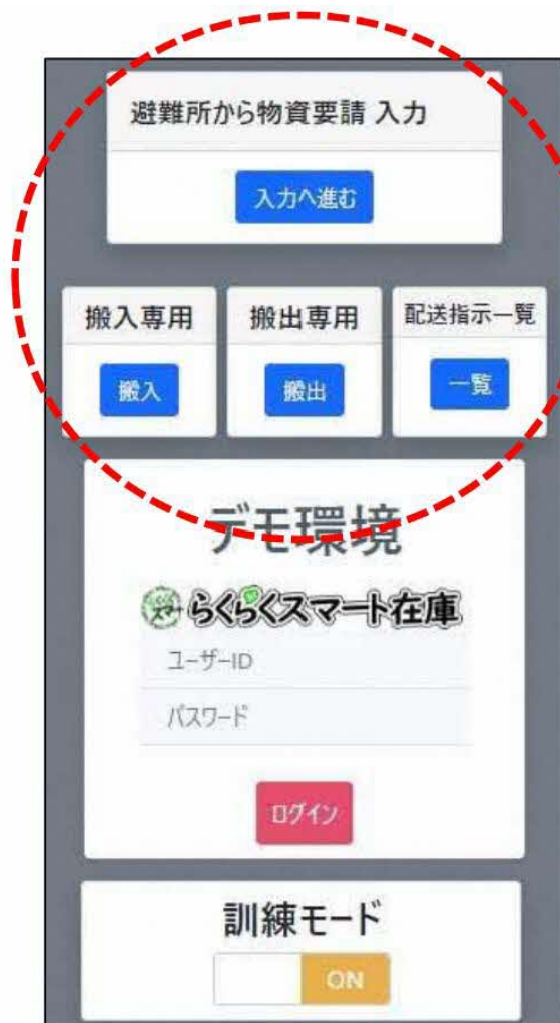 避難所から物資要請 入力
入力へ進む
搬入専用
搬出専用
配送指示一覧
搬入
搬出
一覧
デモ環境
らくらくスマート在庫
ユーザーID
パスワード
ログイン
訓練モード
ON